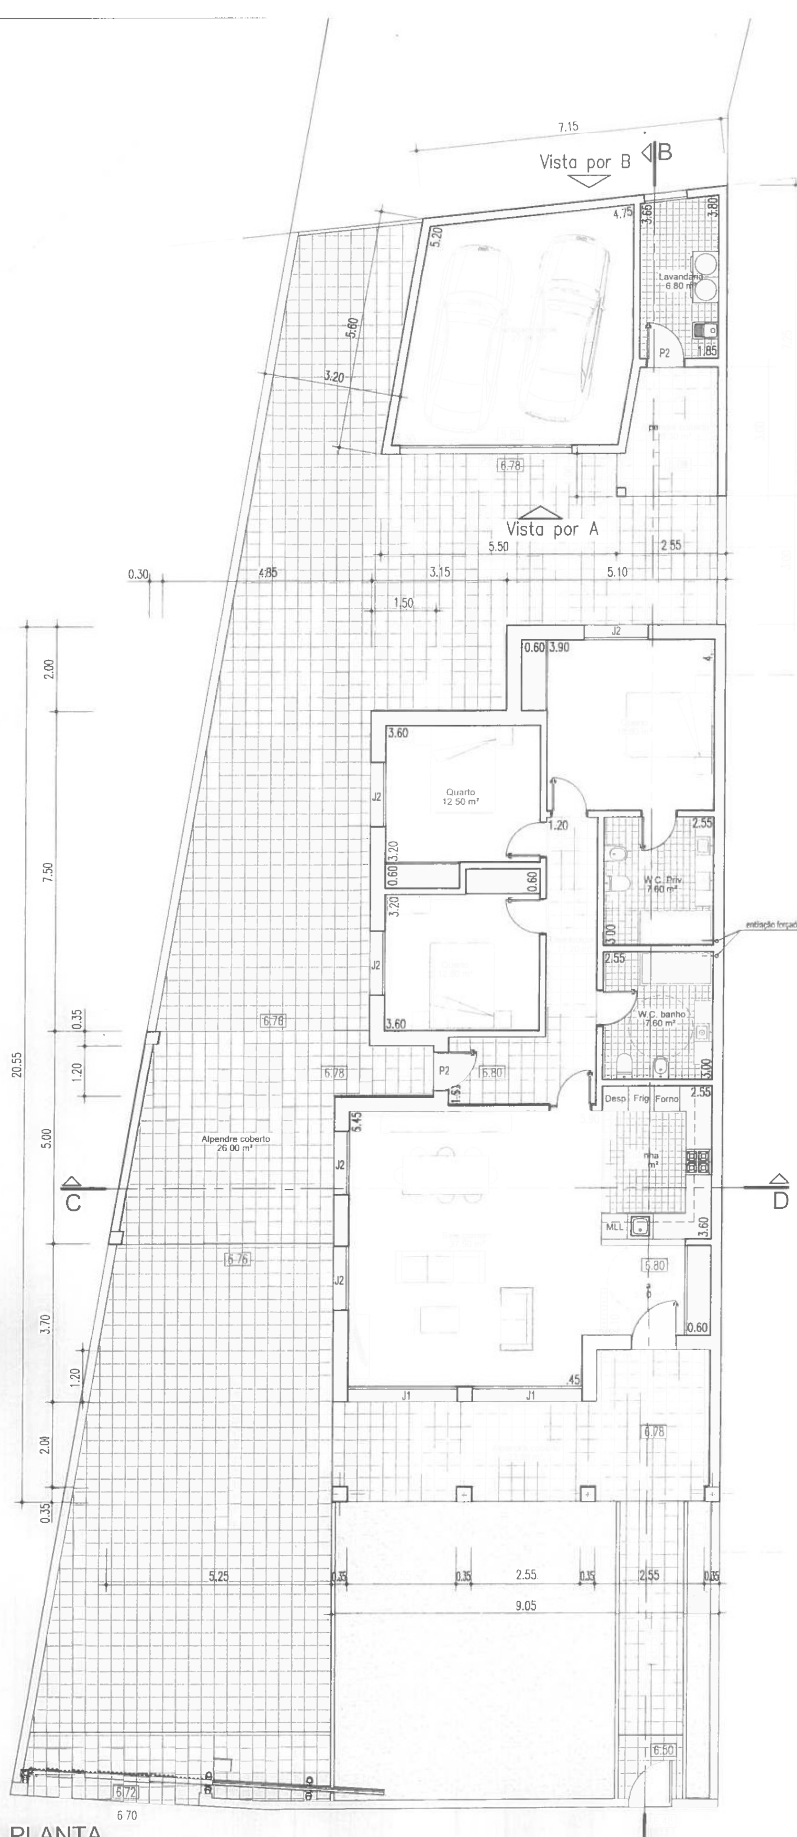 7.15
Vista por B
B
4.75
3.65
3.80
5.20
Lavandaria
6.80 m²
5.60
3.20
P2
1.85
6.78
Vista por A
5.50
2.55
0.30
4.85
3.15
5.10
1.50
J2
2.00
0.60
3.90
3.60
Quarto
12.50 m²
J2
1.20
2.55
3.20
0.60
0.60
W.C. Priv.
7.60 m²
7.50
3.20
3.00
2.55
J2
W.C. banho
7.60 m²
3.60
0.35
6.76
3.00
20.55
1.20
6.78
P2
6.80
Desp.
Frig
Forno
2.55
5.45
5.00
Alpendre coberto
26.00 m²
J2
C
D
MLL
3.60
6.76
J2
6.80
3.70
0.60
1.20
.45
J1
J1
2.00
6.78
0.35
5.25
0.35
0.35
2.55
0.35
2.55
0.35
9.05
6.50
6.72
6.70
PLANTA